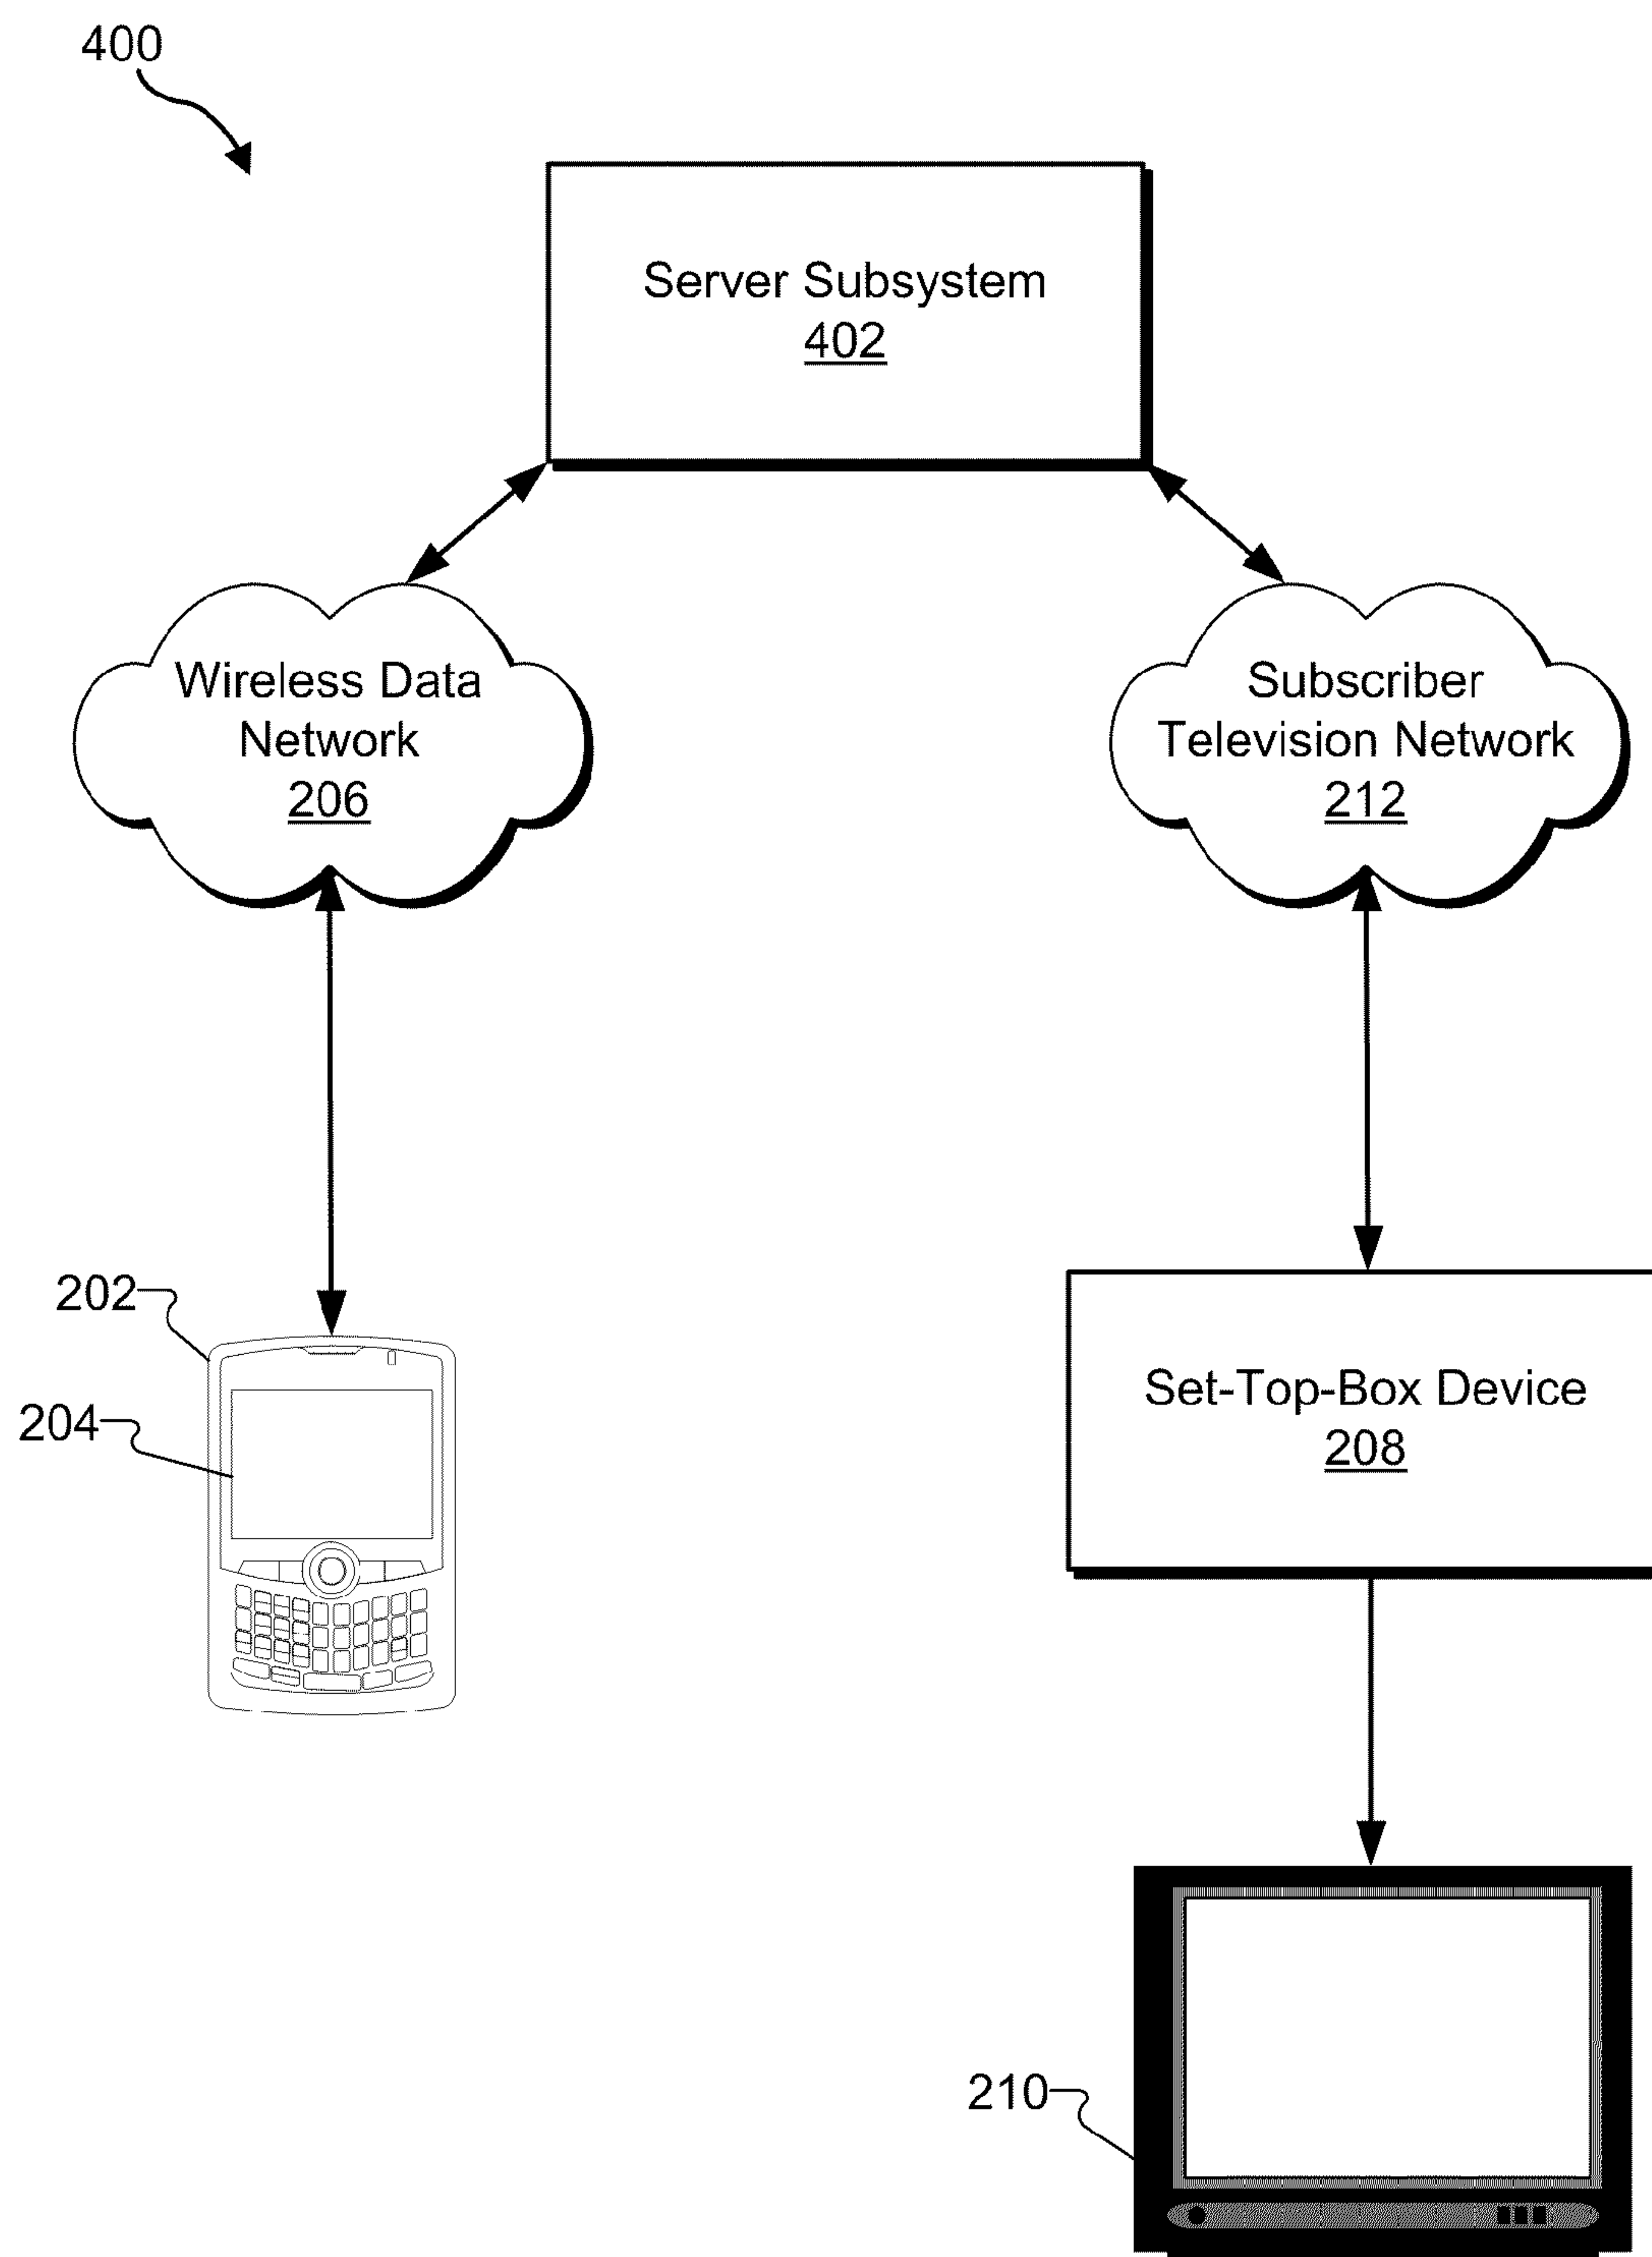 400
Server Subsystem
402
Wireless Data
Network
206
Subscriber
Television Network
212
202
204
Set-Top-Box Device
208
210